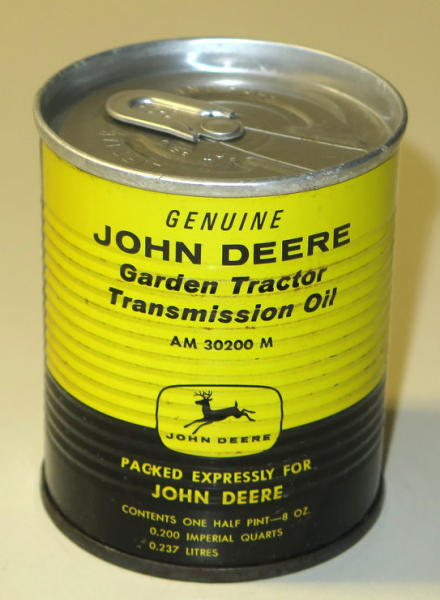 GENUINE
JOHN DEERE
Garden Tractor
Transmission Oil
AM 30200 M
JOHN DEERE
PACKED EXPRESSLY FOR
JOHN DEERE
CONTENTS ONE HALF PINT—8 OZ.
0.200 IMPERIAL QUARTS
0.237 LITRES